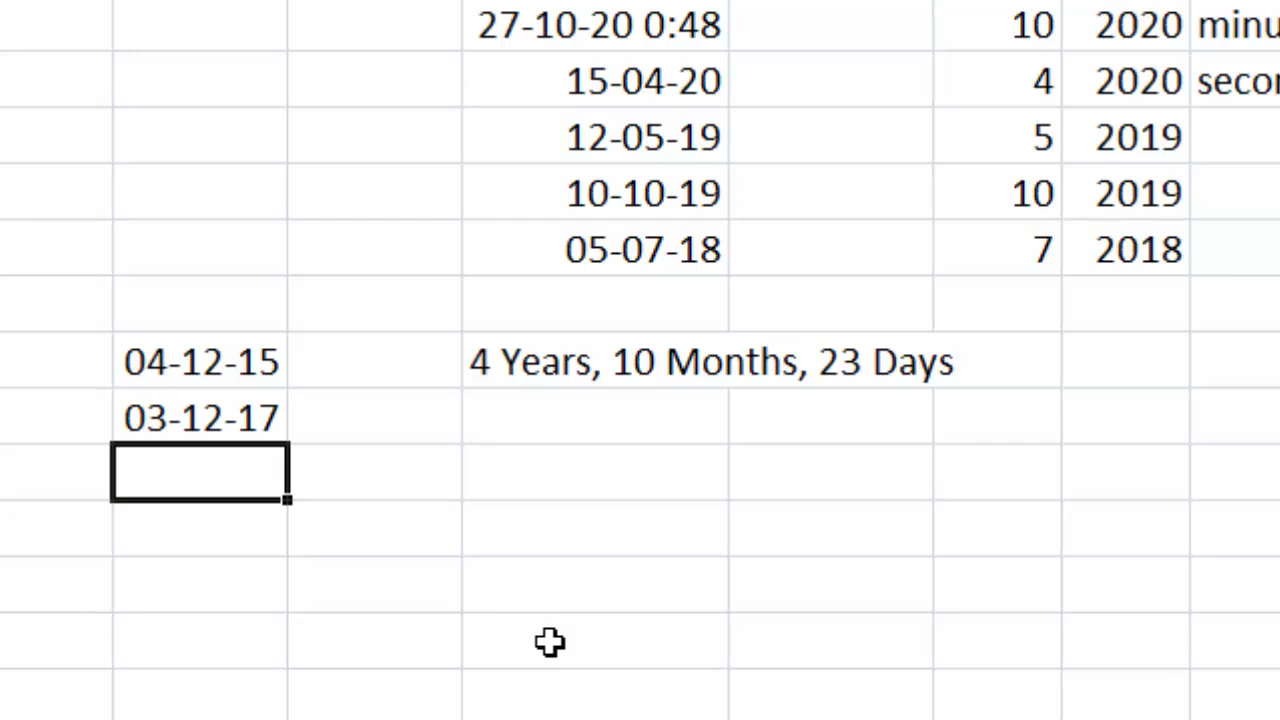 27-10-20 0:48 10 2020
15-04-20 4 2020
12-05-19 5 2019
10-10-19 10 2019
05-07-18 7 2018
04-12-15 4 Years, 10 Months, 23 Days
03-12-17